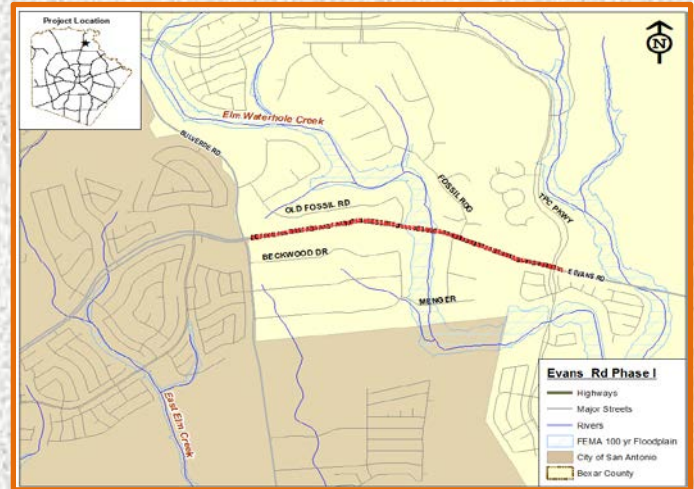 Project Location
N
Elm Waterhole Creek
BULVERDE RD
OLD FOSSIL RD
FOSSIL RDG
TPC PKWY
BECKWOOD DR
E EVANS RD
MENGER
East Elm Creek
Evans Rd Phase I
Highways
Major Streets
Rivers
FEMA 100 yr Floodplain
City of San Antonio
Bexar County